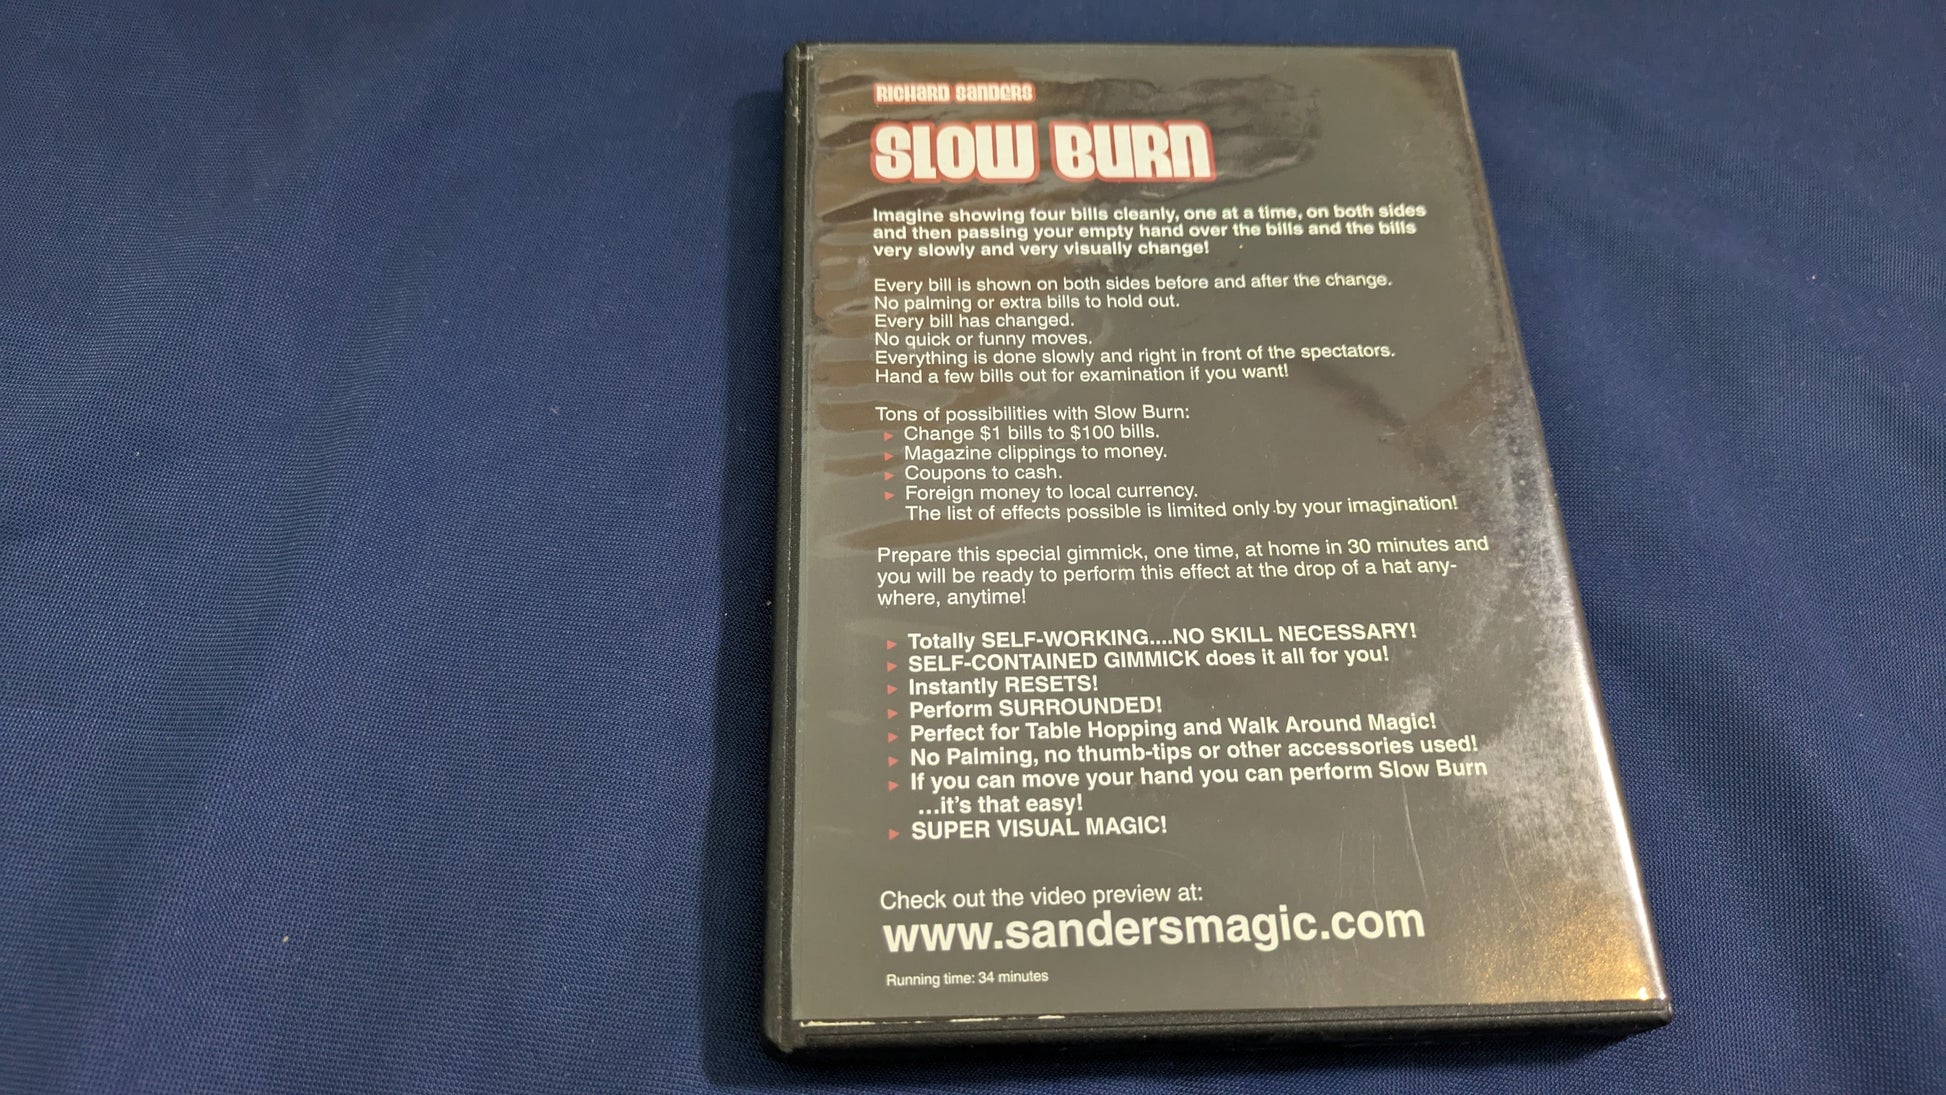 RICHARD SANDERS
SLOW BURN
Imagine showing four bills cleanly, one at a time, on both sides
and then passing your empty hand over the bills and the bills
very slowly and very visually change!
Every bill is shown on both sides before and after the change.
No palming or extra bills to hold out.
Every bill has changed.
No quick or funny moves.
Everything is done slowly and right in front of the spectators.
Hand a few bills out for examination if you want!
Tons of possibilities with Slow Burn:
Change $1 bills to $100 bills.
Magazine clippings to money.
Coupons to cash.
Foreign money to local currency.
The list of effects possible is limited only by your imagination!
Prepare this special gimmick, one time, at home in 30 minutes and
you will be ready to perform this effect at the drop of a hat any-
where, anytime!
Totally SELF-WORKING....NO SKILL NECESSARY!
SELF-CONTAINED GIMMICK does it all for you!
Instantly RESETS!
Perform SURROUNDED!
Perfect for Table Hopping and Walk Around Magic!
No Palming, no thumb-tips or other accessories used!
If you can move your hand you can perform Slow Burn
...it's that easy!
SUPER VISUAL MAGIC!
Check out the video preview at:
www.sandersmagic.com
Running time: 34 minutes